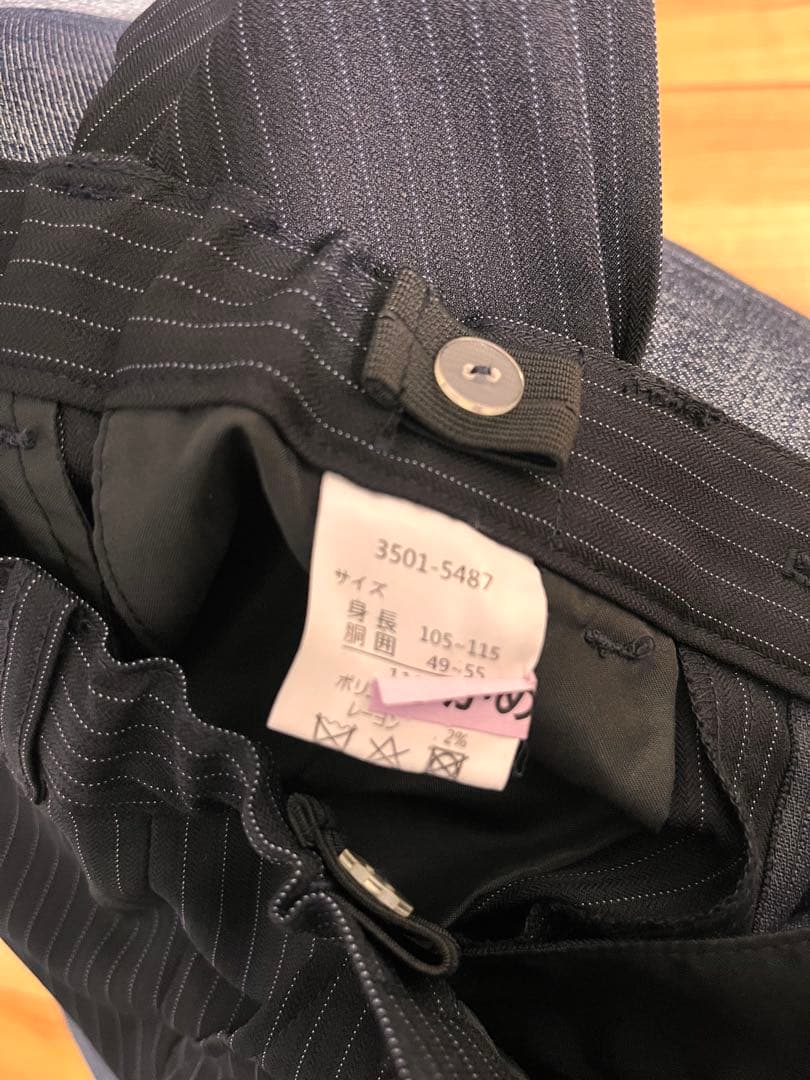 3501-5487
サイズ
身長 105~115
胴囲 49~55
ポリ
レーヨン 2%
め